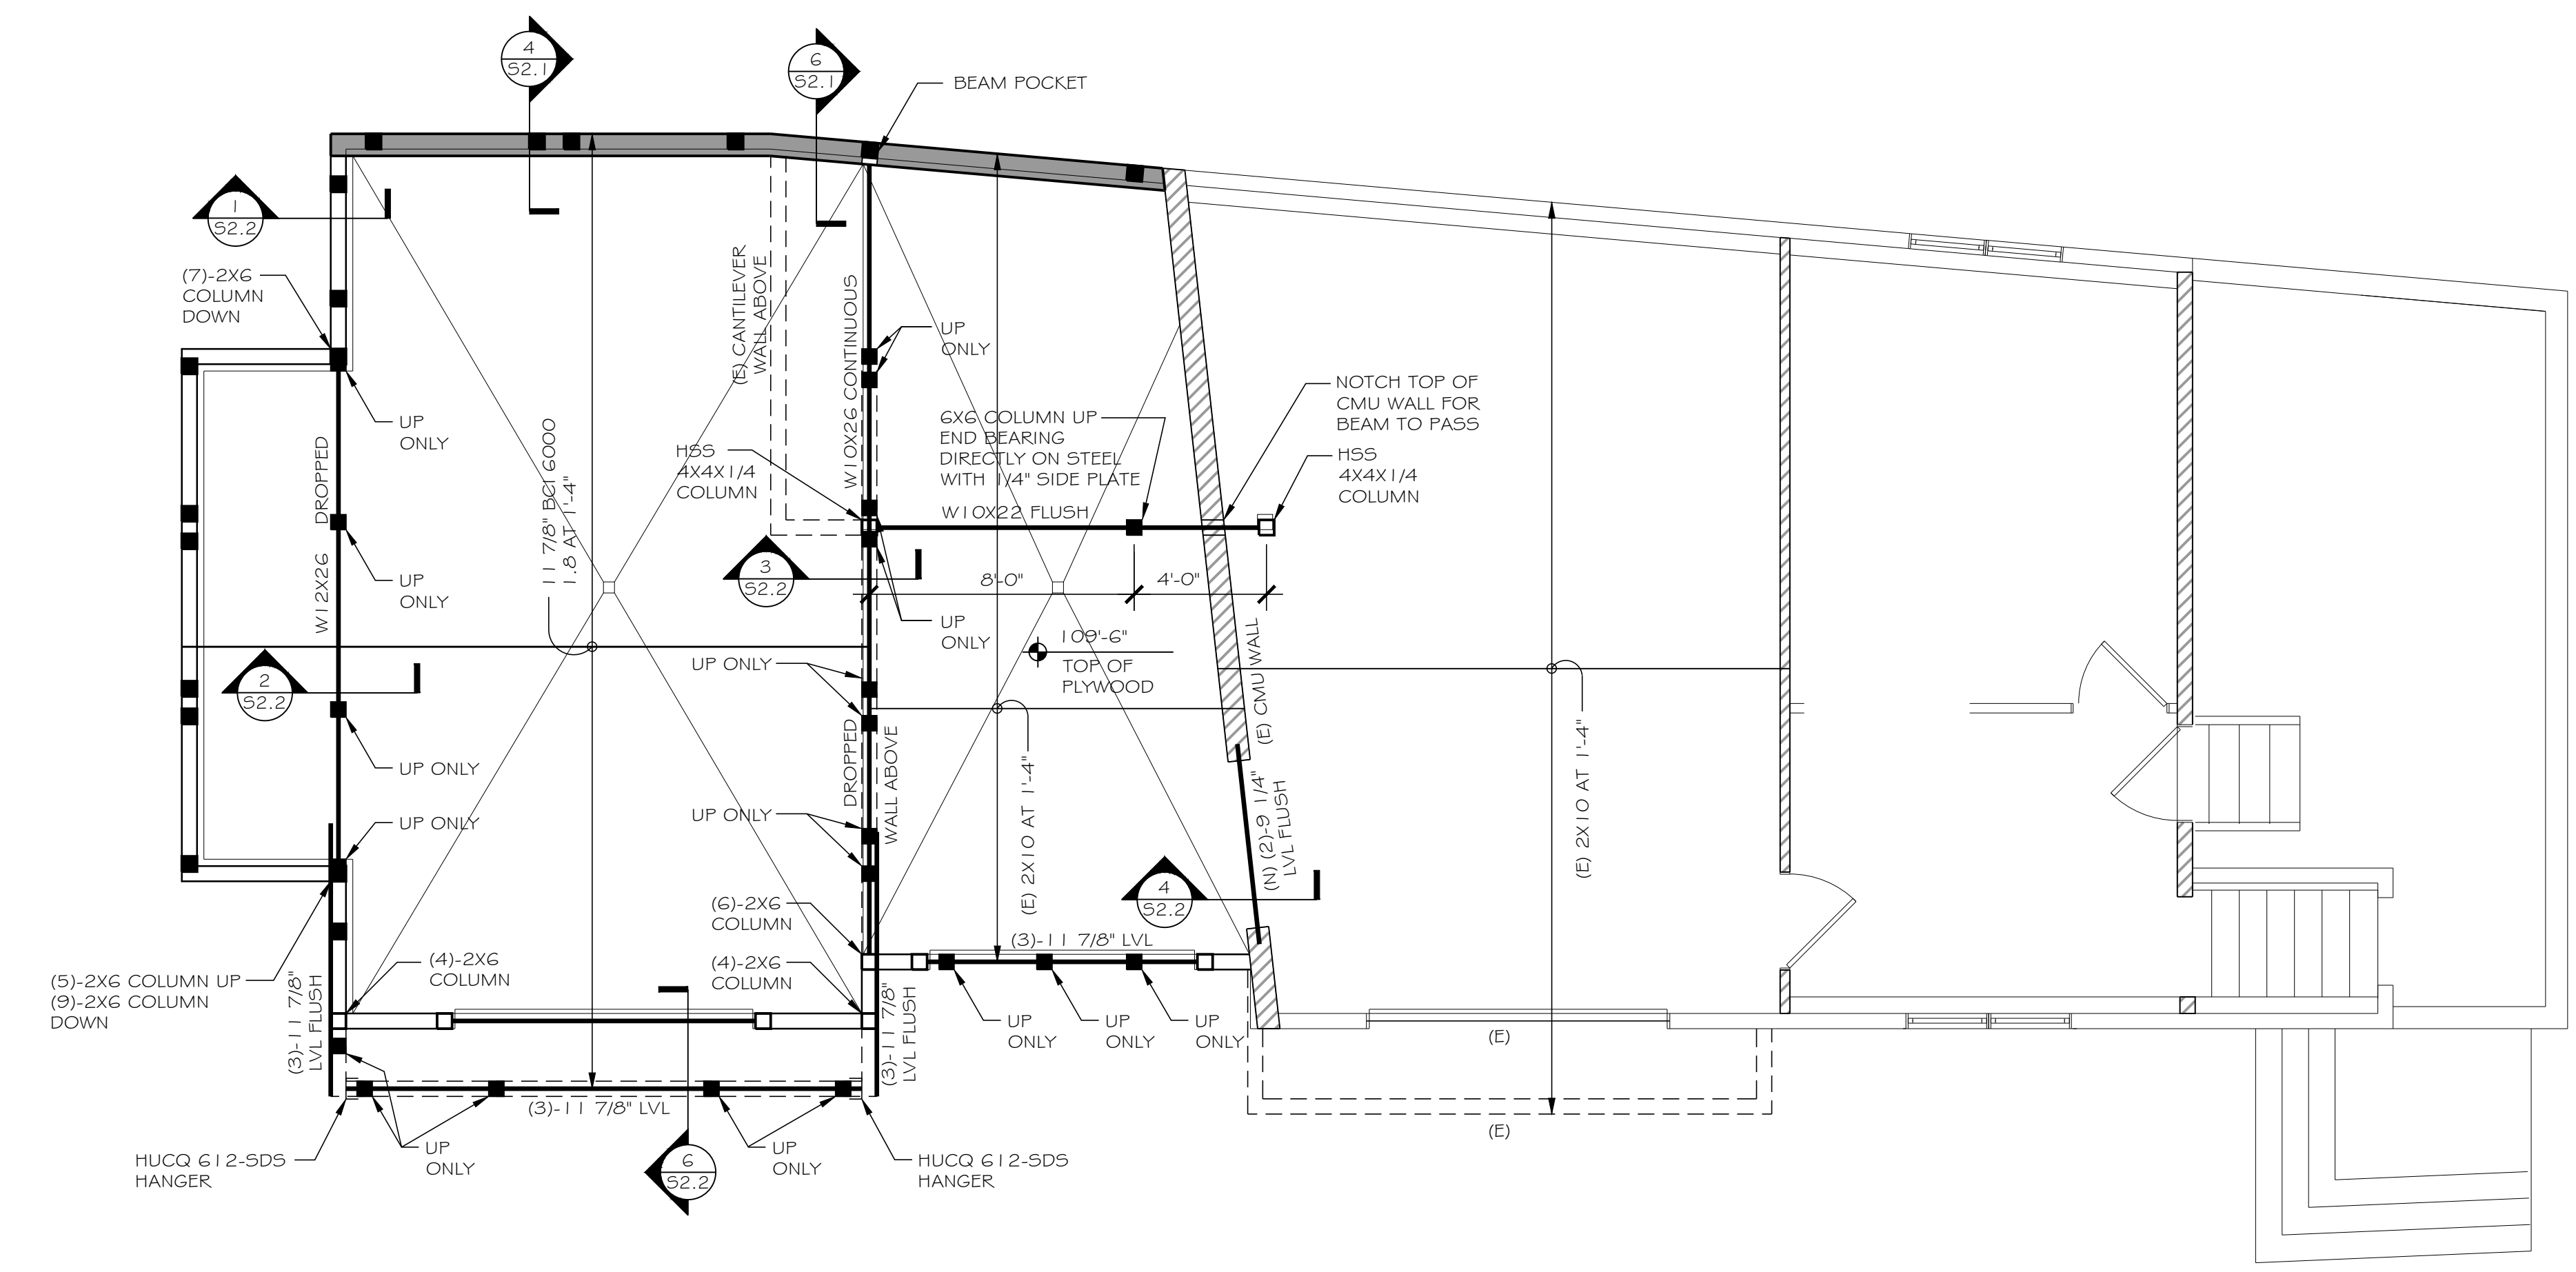 4
S2.1
6
S2.1
BEAM POCKET
1
S2.2
(7)-2X6
COLUMN
DOWN
(E) CANTILEVER
WALL ABOVE
W10X26 CONTINUOUS
UP
ONLY
NOTCH TOP OF
CMU WALL FOR
BEAM TO PASS
6X6 COLUMN UP
END BEARING
DIRECTLY ON STEEL
WITH 1/4" SIDE PLATE
UP
ONLY
HSS
4X4X1/4
COLUMN
HSS
4X4X1/4
COLUMN
W12X26 DROPPED
11 7/8" BCI 6000
1.8 AT 1'-4"
W10X22 FLUSH
3
S2.2
8'-0"
4'-0"
UP
ONLY
UP
ONLY
109'-6"
TOP OF
PLYWOOD
(E) CMU WALL
UP ONLY
2
S2.2
DROPPED
WALL ABOVE
(E) 2X10 AT 1'-4"
(E) 2X10 AT 1'-4"
UP ONLY
UP ONLY
UP ONLY
(N) (2)-9 1/4"
LVL FLUSH
4
S2.2
(6)-2X6
COLUMN
(3)-11 7/8" LVL
(4)-2X6
COLUMN
(4)-2X6
COLUMN
(5)-2X6 COLUMN UP
(9)-2X6 COLUMN
DOWN
(3)-11 7/8"
LVL FLUSH
(3)-11 7/8"
LVL FLUSH
UP
ONLY
UP
ONLY
UP
ONLY
(E)
(3)-11 7/8" LVL
(E)
UP
ONLY
UP
ONLY
HUCQ 612-SDS
HANGER
6
S2.2
HUCQ 612-SDS
HANGER